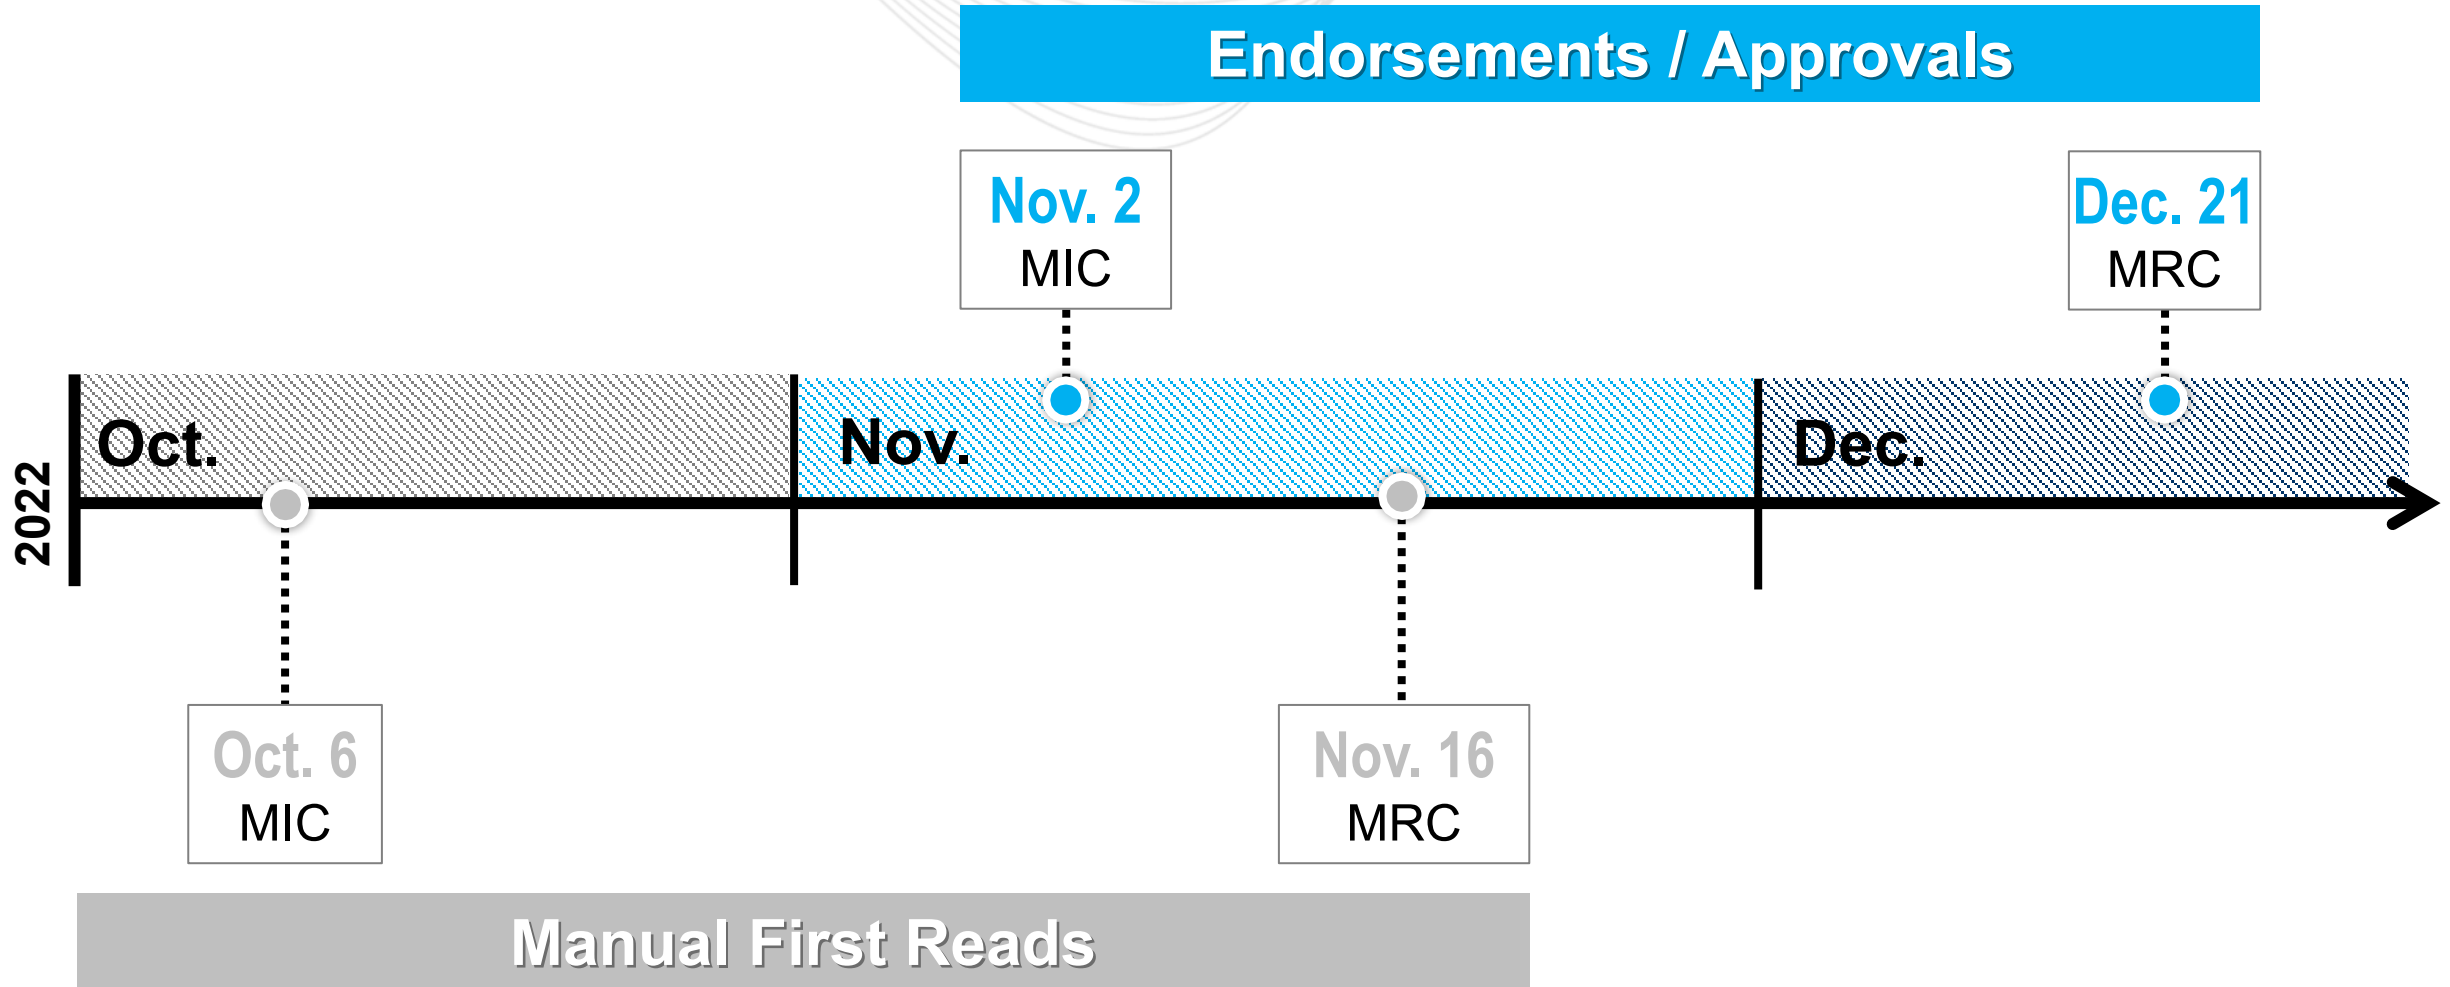 Endorsements / Approvals
Nov. 2
MIC
Dec. 21
MRC
2022
Oct.
Nov.
Dec.
Oct. 6
MIC
Nov. 16
MRC
Manual First Reads